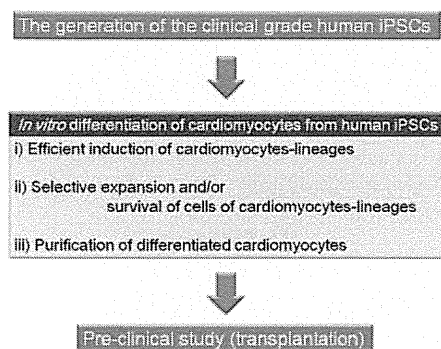 The generation of the clinical grade human iPSCs
In vitro differentiation of cardiomyocytes from human iPSCs
i) Efficient induction of cardiomyocytes-lineages
ii) Selective expansion and/or
survival of cells of cardiomyocytes-lineages
iii) Purification of differentiated cardiomyocytes
Pre-clinical study (transplantation)